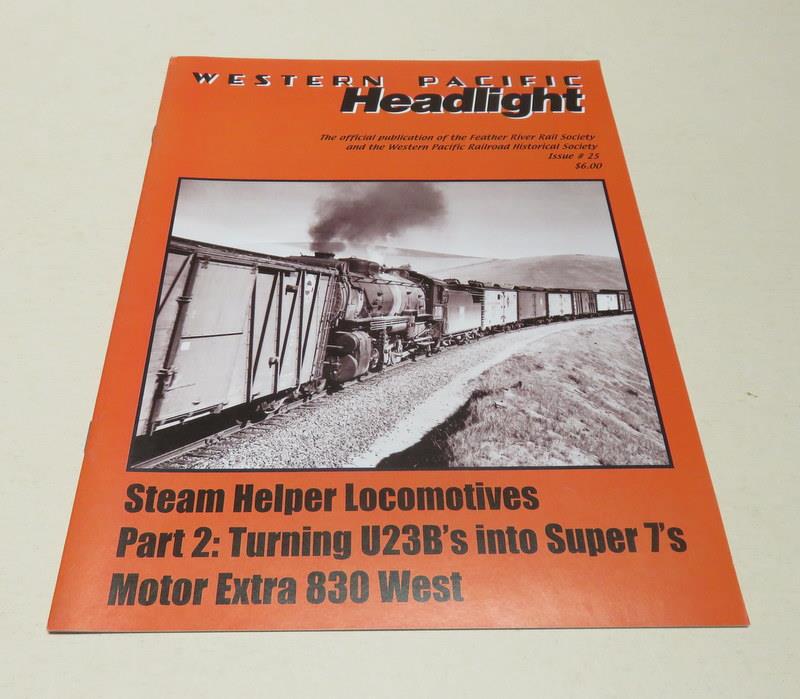 WESTERN PACIFIC
Headlight
The official publication of the Feather River Rail Society
and the Western Pacific Railroad Historical Society
Issue # 25
$6.00
Steam Helper Locomotives
Part 2: Turning U23B's into Super 7's
Motor Extra 830 West